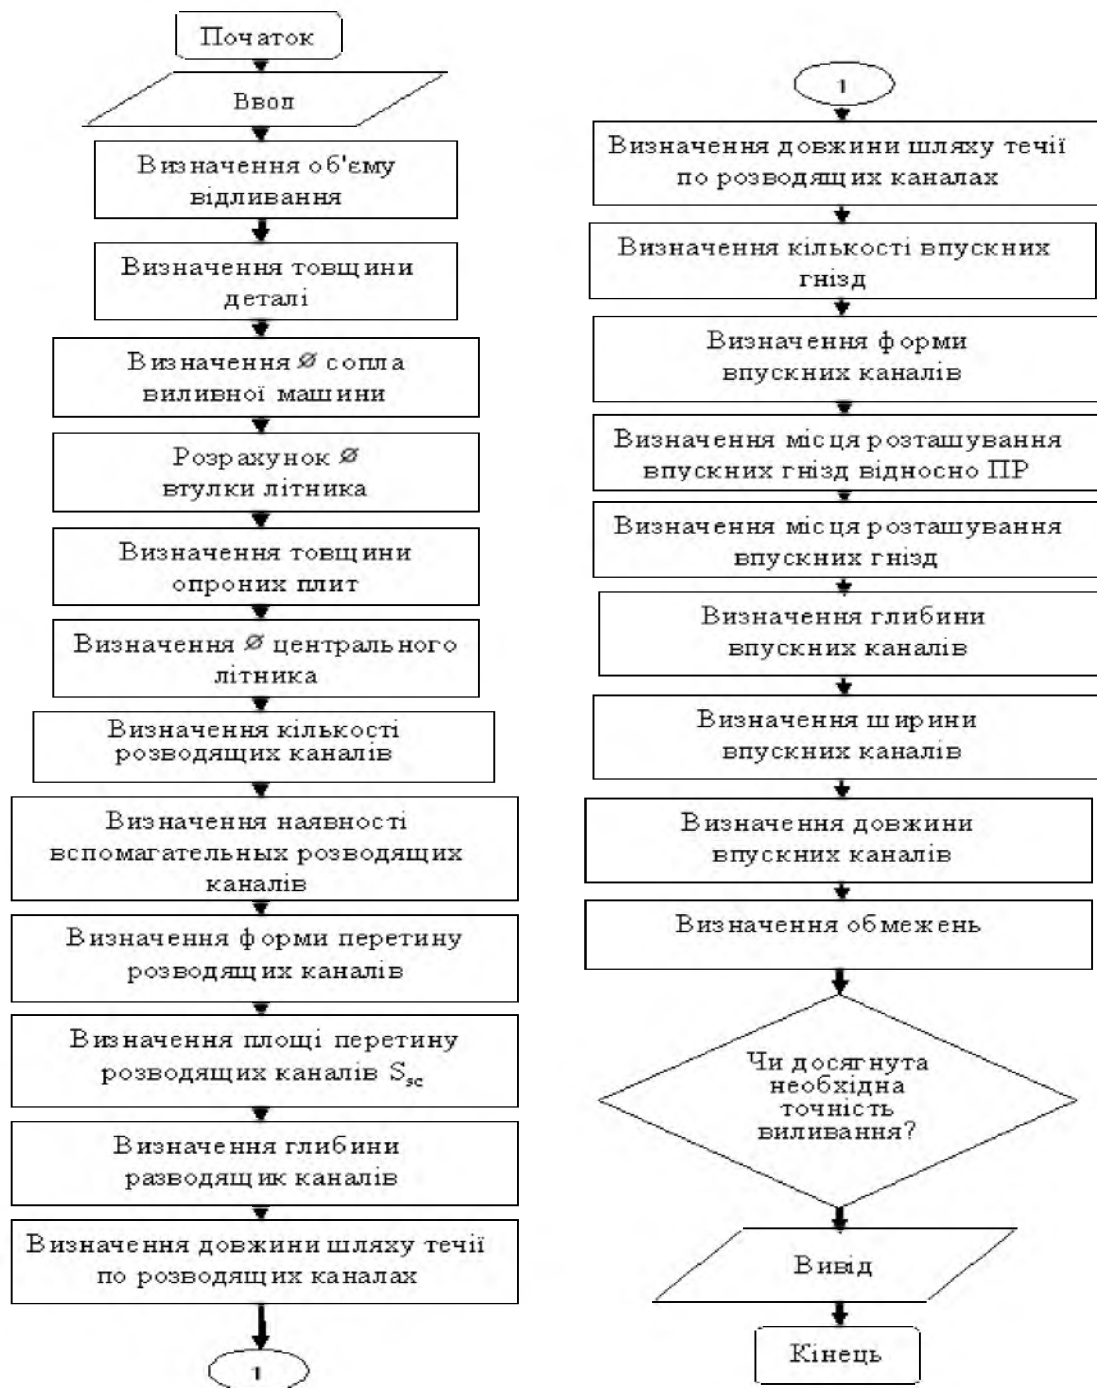 Початок
Ввод
Визначення об'єму
відливання
Визначення товщини
деталі
Визначення Ø сопла
виливної машини
Розрахунок Ø
втулки літника
Визначення товщини
опроних плит
Визначення Ø центрального
літника
Визначення кількості
розводящих каналів
Визначення наявності
вспомагательных розводящих
каналів
Визначення форми перетину
розводящих каналів
Визначення площі перетину
розводящих каналів Ssc
Визначення глибини
разводящик каналів
Визначення довжини шляху течії
по розводящих каналах
1
1
Визначення довжини шляху течії
по розводящих каналах
Визначення кількості впускних
гнізд
Визначення форми
впускних каналів
Визначення місця розташування
впускних гнізд відносно ПР
Визначення місця розташування
впускних гнізд
Визначення глибини
впускних каналів
Визначення ширини
впускних каналів
Визначення довжини
впускних каналів
Визначення обмежень
Чи досягнута
необхідна
точність
виливання?
Вивід
Кінець